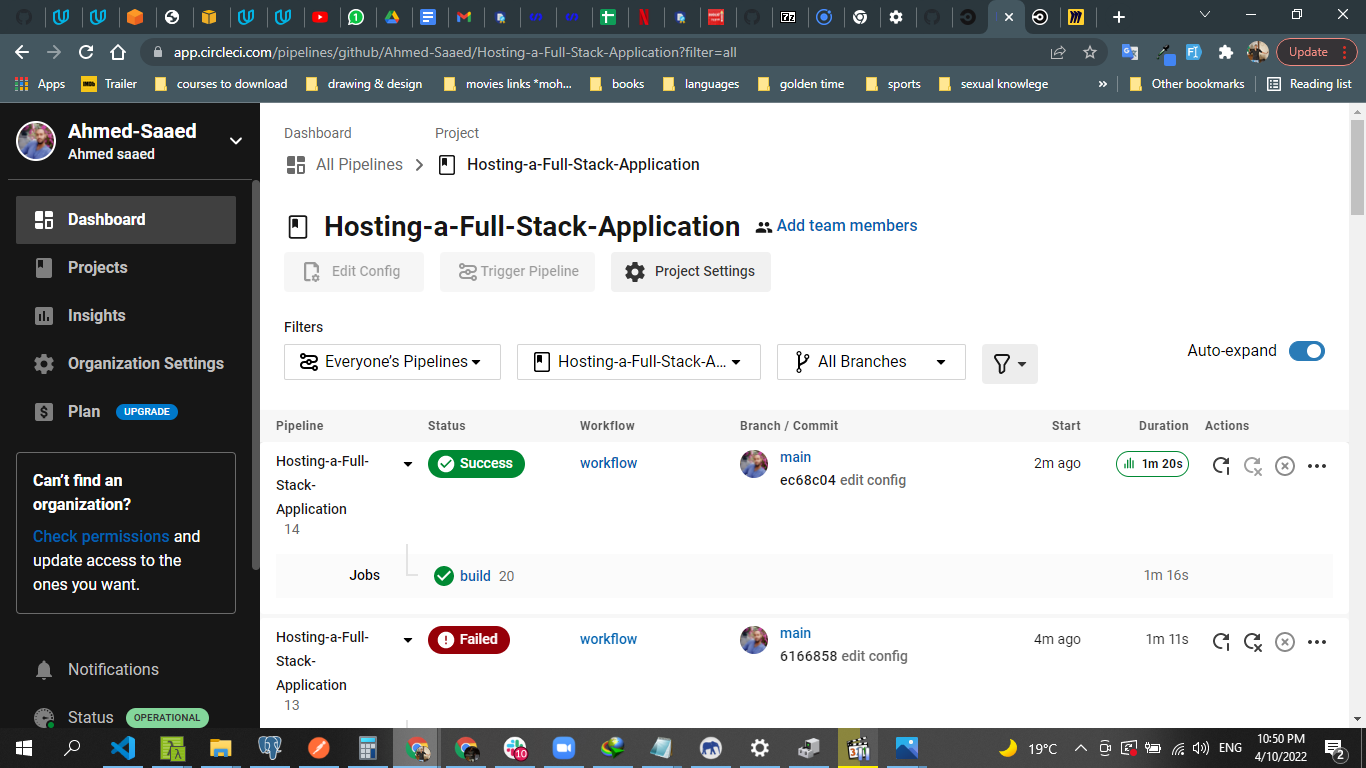 app.circleci.com/pipelines/github/Ahmed-Saaed/Hosting-a-Full-Stack-Application?filter=all
Update
Apps
Trailer
courses to download
drawing & design
movies links *moh...
books
languages
golden time
sports
sexual knowlege
»
Other bookmarks
Reading list
Ahmed-Saaed
Ahmed saaed
Dashboard
Projects
Insights
Organization Settings
Plan UPGRADE
Can't find an
organization?
Check permissions and
update access to the
ones you want.
Notifications
Status OPERATIONAL
Dashboard Project
All Pipelines Hosting-a-Full-Stack-Application
Hosting-a-Full-Stack-Application Add team members
Edit Config Trigger Pipeline Project Settings
Filters
Everyone's Pipelines Hosting-a-Full-Stack-A... All Branches
Auto-expand
Pipeline Status Workflow Branch / Commit Start Duration Actions
Hosting-a-Full-
Stack-
Application
14
Success workflow main 2m ago 1m 20s
ec68c04 edit config
Jobs build 20 1m 16s
Hosting-a-Full-
Stack-
Application
13
Failed workflow main 4m ago 1m 11s
6166858 edit config
10
19°C
ENG
10:50 PM
4/10/2022
2